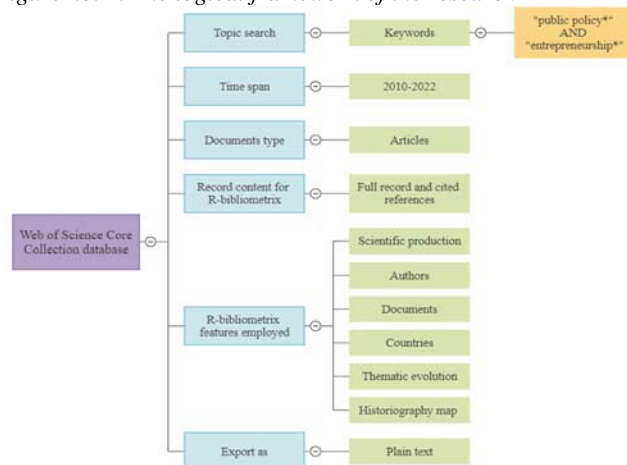 Topic search
Keywords
"public policy*"
AND
"entrepreneurship*"
Time span
2010-2022
Documents type
Articles
Record content for
R-bibliometrix
Full record and cited
references
Web of Science Core
Collection database
R-bibliometrix
features employed
Scientific production
Authors
Documents
Countries
Thematic evolution
Historiography map
Export as
Plain text